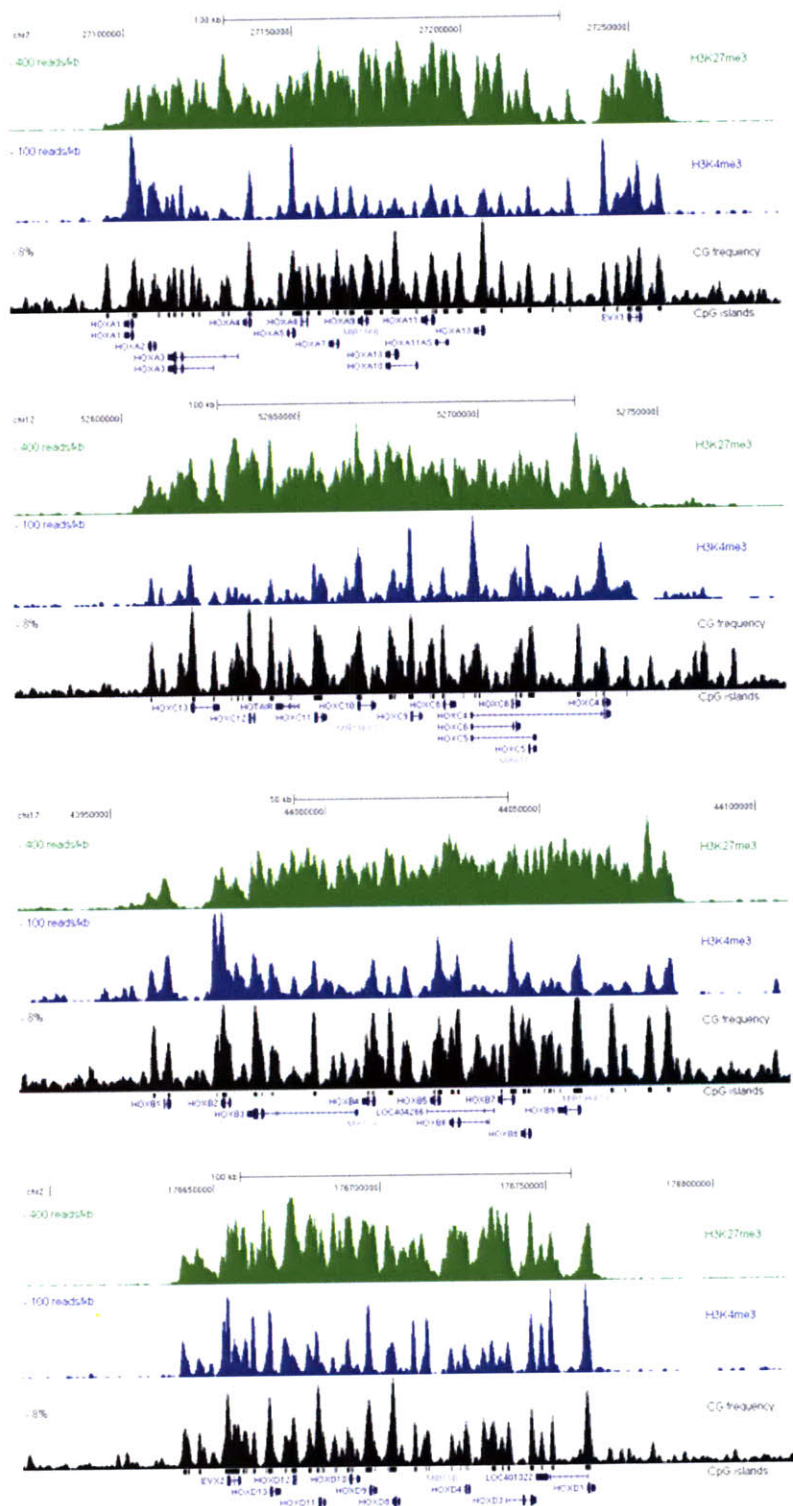 100 kb
chr7 27100000 27150000 27200000 27250000
- 400 reads/kb H3K27me3
- 100 reads/kb H3K4me3
- 8% CG frequency
CpG islands
HOXA1 HOXA4 HOXA6 HOXA9 HOXA11 EVX1
HOXA1 HOXA5 HOXA13
HOXA2 HOXA7 HOXA11AS
HOXA3 HOXA10
HOXA3 HOXA10
100 kb
chr12 52600000 52650000 52700000 52750000
- 400 reads/kb H3K27me3
- 100 reads/kb H3K4me3
- 8% CG frequency
CpG islands
HOXC13 HOTAIR HOXC10 HOXC8 HOXC6 HOXC4
HOXC12 HOXC11 HOXC9 HOXC4
HOXC6
HOXC5
HOXC5
50 kb
chr17 43950000 44000000 44050000 44100000
- 400 reads/kb H3K27me3
- 100 reads/kb H3K4me3
- 8% CG frequency
CpG islands
HOXB1 HOXB2 HOXB4 HOXB5 HOXB7
HOXB3 LOC404266 HOXB9
HOXB6
HOXB8
100 kb
chr2 176650000 176700000 176750000 176800000
- 400 reads/kb H3K27me3
- 100 reads/kb H3K4me3
- 8% CG frequency
CpG islands
EVX2 HOXD12 HOXD10 LOC401022
HOXD13 HOXD9 HOXD4 HOXD1
HOXD11 HOXD8 HOXD3